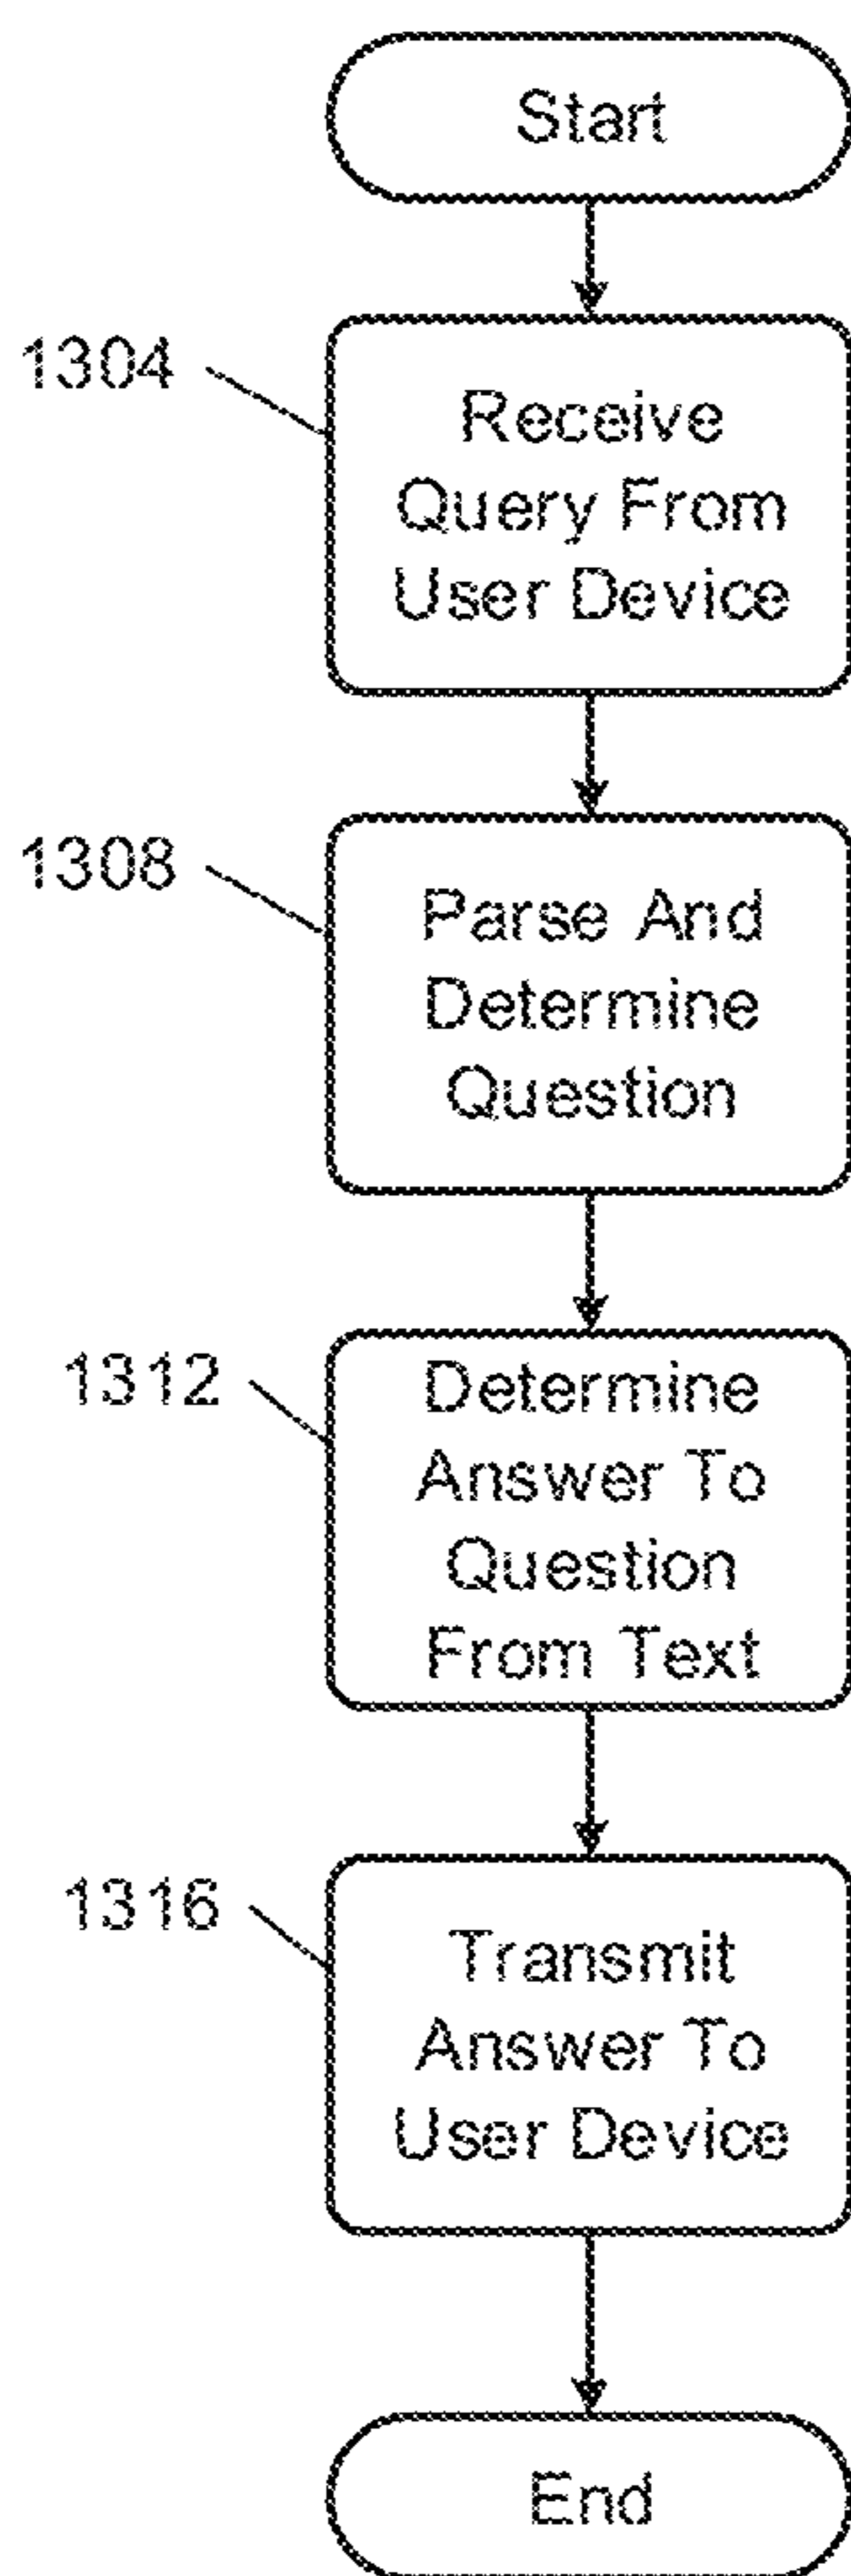 Start
1304
Receive
Query From
User Device
1308
Parse And
Determine
Question
1312
Determine
Answer To
Question
From Text
1316
Transmit
Answer To
User Device
End